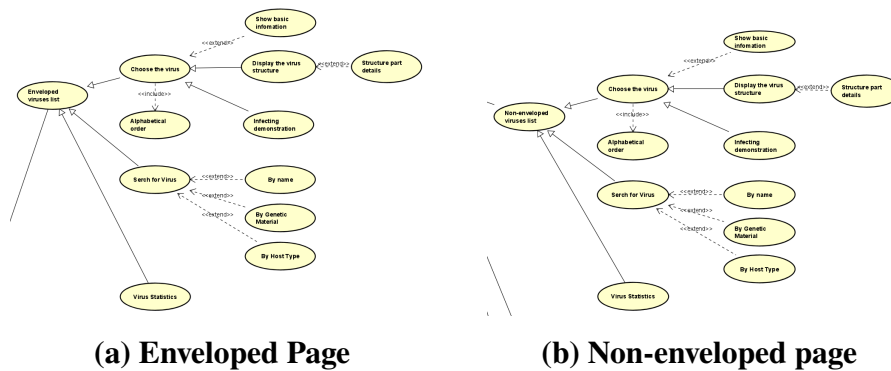 Show basic
infomation
<<extend>>
Choose the virus
Display the virus
structure
<<extend>>
Structure part
details
Enveloped
viruses list
<<include>>
Alphabetical
order
Infecting
demonstration
Serch for Virus
<<extend>>
By name
<<extend>>
By Genetic
Material
<<extend>>
By Host Type
Virus Statistics
(a) Enveloped Page
Show basic
infomation
<<extend>>
Choose the virus
Display the virus
structure
<<extend>>
Structure part
details
Non-enveloped
viruses list
<<include>>
Alphabetical
order
Infecting
demonstration
Serch for Virus
<<extend>>
By name
<<extend>>
By Genetic
Material
<<extend>>
By Host Type
Virus Statistics
(b) Non-enveloped page